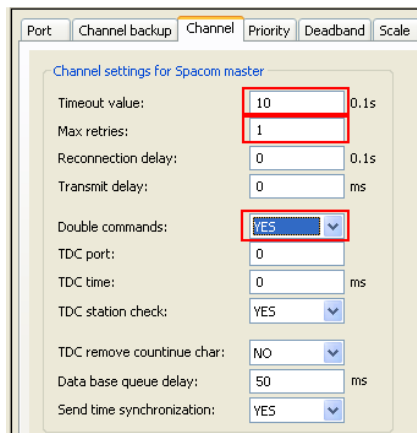 Port Channel backup Channel Priority Deadband Scale
Channel settings for Spacom master
Timeout value: 10 0.1s
Max retries: 1
Reconnection delay: 0 0.1s
Transmit delay: 0 ms
Double commands: YES
TDC port: 0
TDC time: 0 ms
TDC station check: YES
TDC remove countinue char: NO
Data base queue delay: 50 ms
Send time synchronization: YES